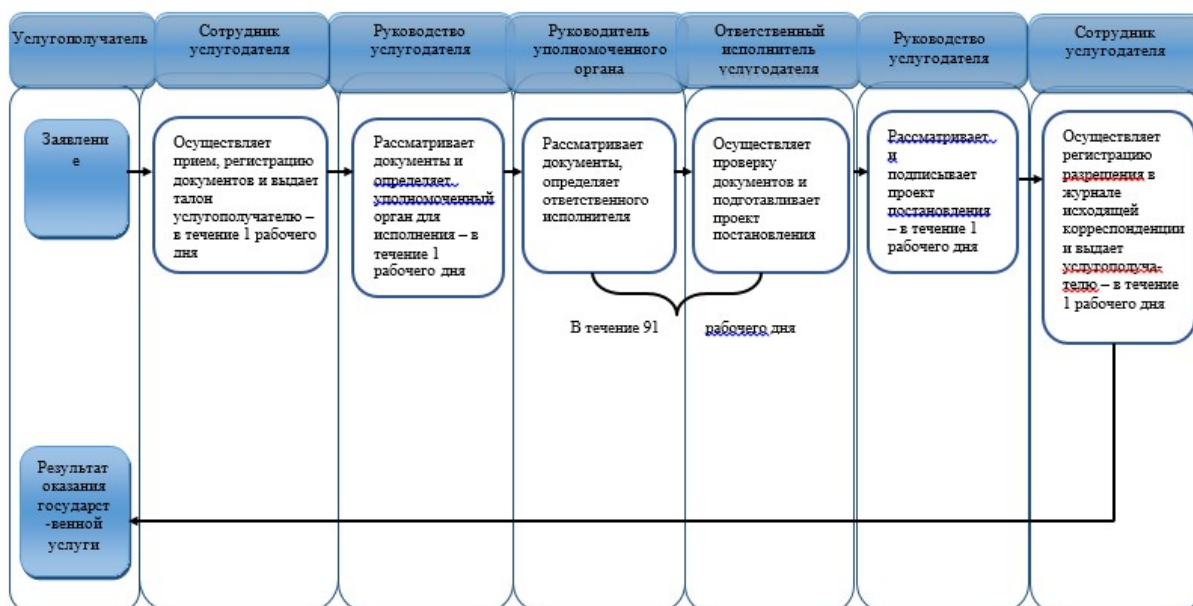 Услугополучатель
Сотрудник
услугодателя
Руководство
услугодателя
Руководитель
уполномоченного
органа
Ответственный
исполнитель
услугодателя
Руководство
услугодателя
Сотрудник
услугодателя
Заявлени
е
Осуществляет
прием, регистрацию
документов и выдает
талон
услугополучателю –
в течение 1 рабочего
дня
Рассматривает
документы и
определяет
уполномоченный
орган для
исполнения – в
течение 1
рабочего дня
Рассматривает
документы,
определяет
ответственного
исполнителя
Осуществляет
проверку
документов и
подготавливает
проект
постановления
Рассматривает
и
подписывает
проект
постановления
– в течение 1
рабочего дня
Осуществляет
регистрацию
разрешения в
журнале
исходящей
корреспонденции
и выдает
услугополуча-
телю – в течение
1 рабочего дня
В течение 91 рабочего дня
Результат
оказания
государст
-венной
услуги